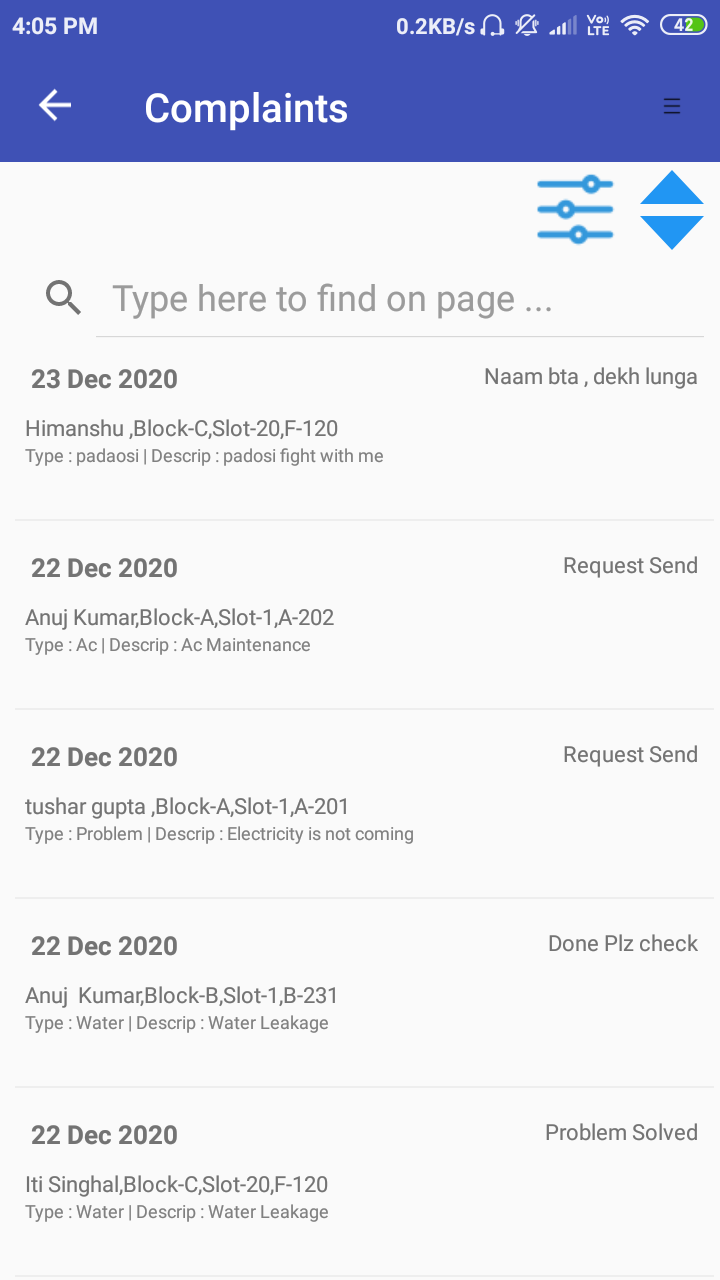 4:05 PM 0.2KB/s Vo) LTE 42
Complaints
Type here to find on page ...
23 Dec 2020 Naam bta , dekh lunga
Himanshu ,Block-C,Slot-20,F-120
Type : padaosi | Descrip : padosi fight with me
22 Dec 2020 Request Send
Anuj Kumar,Block-A,Slot-1,A-202
Type : Ac | Descrip : Ac Maintenance
22 Dec 2020 Request Send
tushar gupta ,Block-A,Slot-1,A-201
Type : Problem | Descrip : Electricity is not coming
22 Dec 2020 Done Plz check
Anuj  Kumar,Block-B,Slot-1,B-231
Type : Water | Descrip : Water Leakage
22 Dec 2020 Problem Solved
Iti Singhal,Block-C,Slot-20,F-120
Type : Water | Descrip : Water Leakage